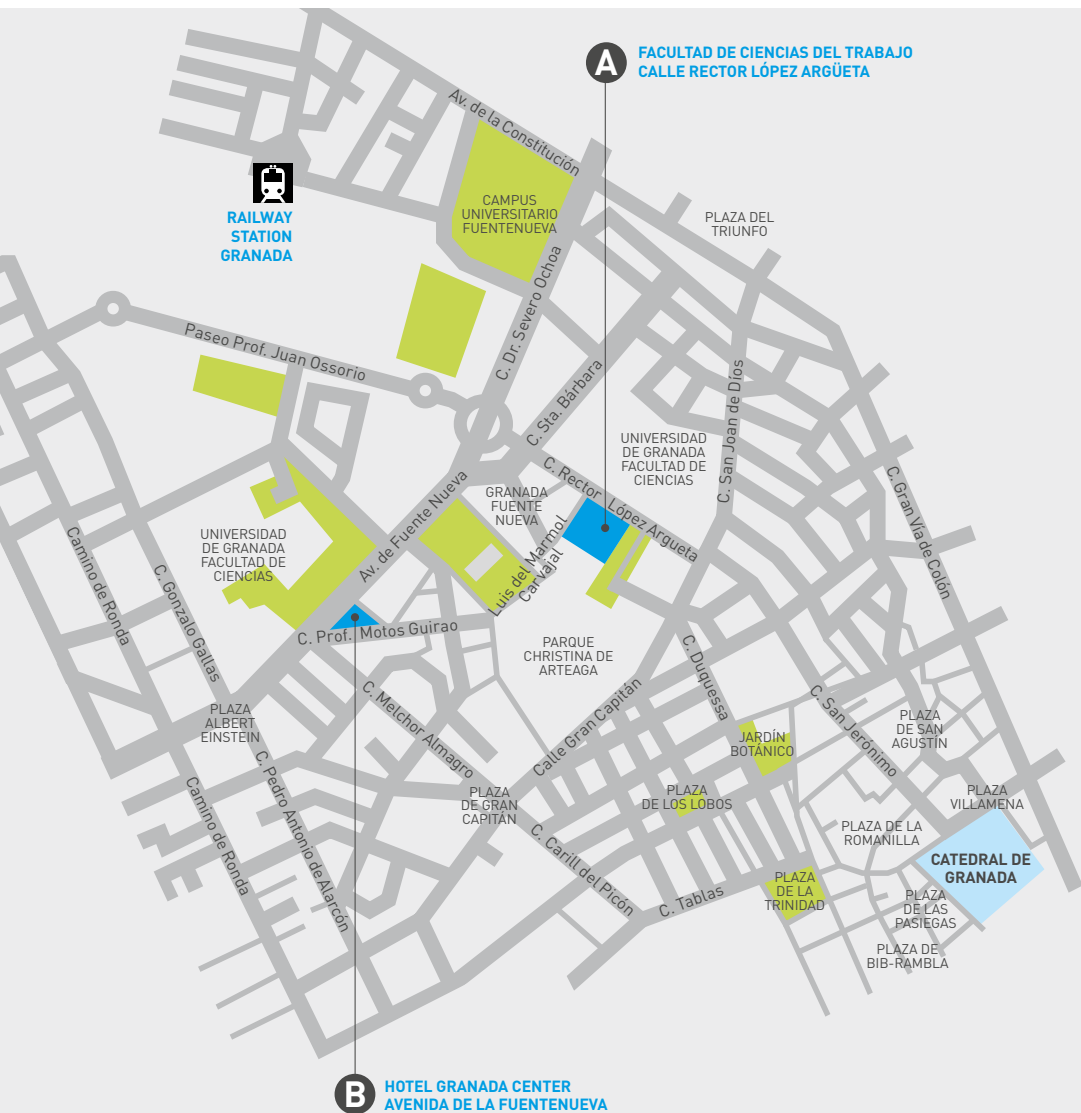 A
FACULTAD DE CIENCIAS DEL TRABAJO
CALLE RECTOR LÓPEZ ARGÜETA
Av. de la Constitución
RAILWAY
STATION
GRANADA
CAMPUS
UNIVERSITARIO
FUENTENUEVA
PLAZA DEL
TRIUNFO
C. Dr. Severo Ochoa
Paseo Prof. Juan Ossorio
C. Sta. Bárbara
C. San Joan de Díos
UNIVERSIDAD
DE GRANADA
FACULTAD DE
CIENCIAS
C. Rector López Argueta
GRANADA
FUENTE
NUEVA
C. Gran Vía de Colón
Av. de Fuente Nueva
Luis del Marmol
Carvajal
UNIVERSIDAD
DE GRANADA
FACULTAD DE
CIENCIAS
Camino de Ronda
C. Gonzalo Gallas
C. Prof. Motos Guirao
PARQUE
CHRISTINA DE
ARTEAGA
C. Duquessa
C. Melchor Almagro
Calle Gran Capitán
C. San Jerónimo
PLAZA
ALBERT
EINSTEIN
PLAZA
DE SAN
AGUSTÍN
JARDÍN
BOTÁNICO
C. Pedro Antonio de Alarcón
Camino de Ronda
PLAZA
DE GRAN
CAPITÁN
PLAZA
DE LOS LOBOS
PLAZA
VILLAMENA
PLAZA DE LA
ROMANILLA
C. Carill del Picón
CATEDRAL DE
GRANADA
C. Tablas
PLAZA
DE LA
TRINIDAD
PLAZA
DE LAS
PASIEGAS
PLAZA DE
BIB-RAMBLA
B
HOTEL GRANADA CENTER
AVENIDA DE LA FUENTENUEVA